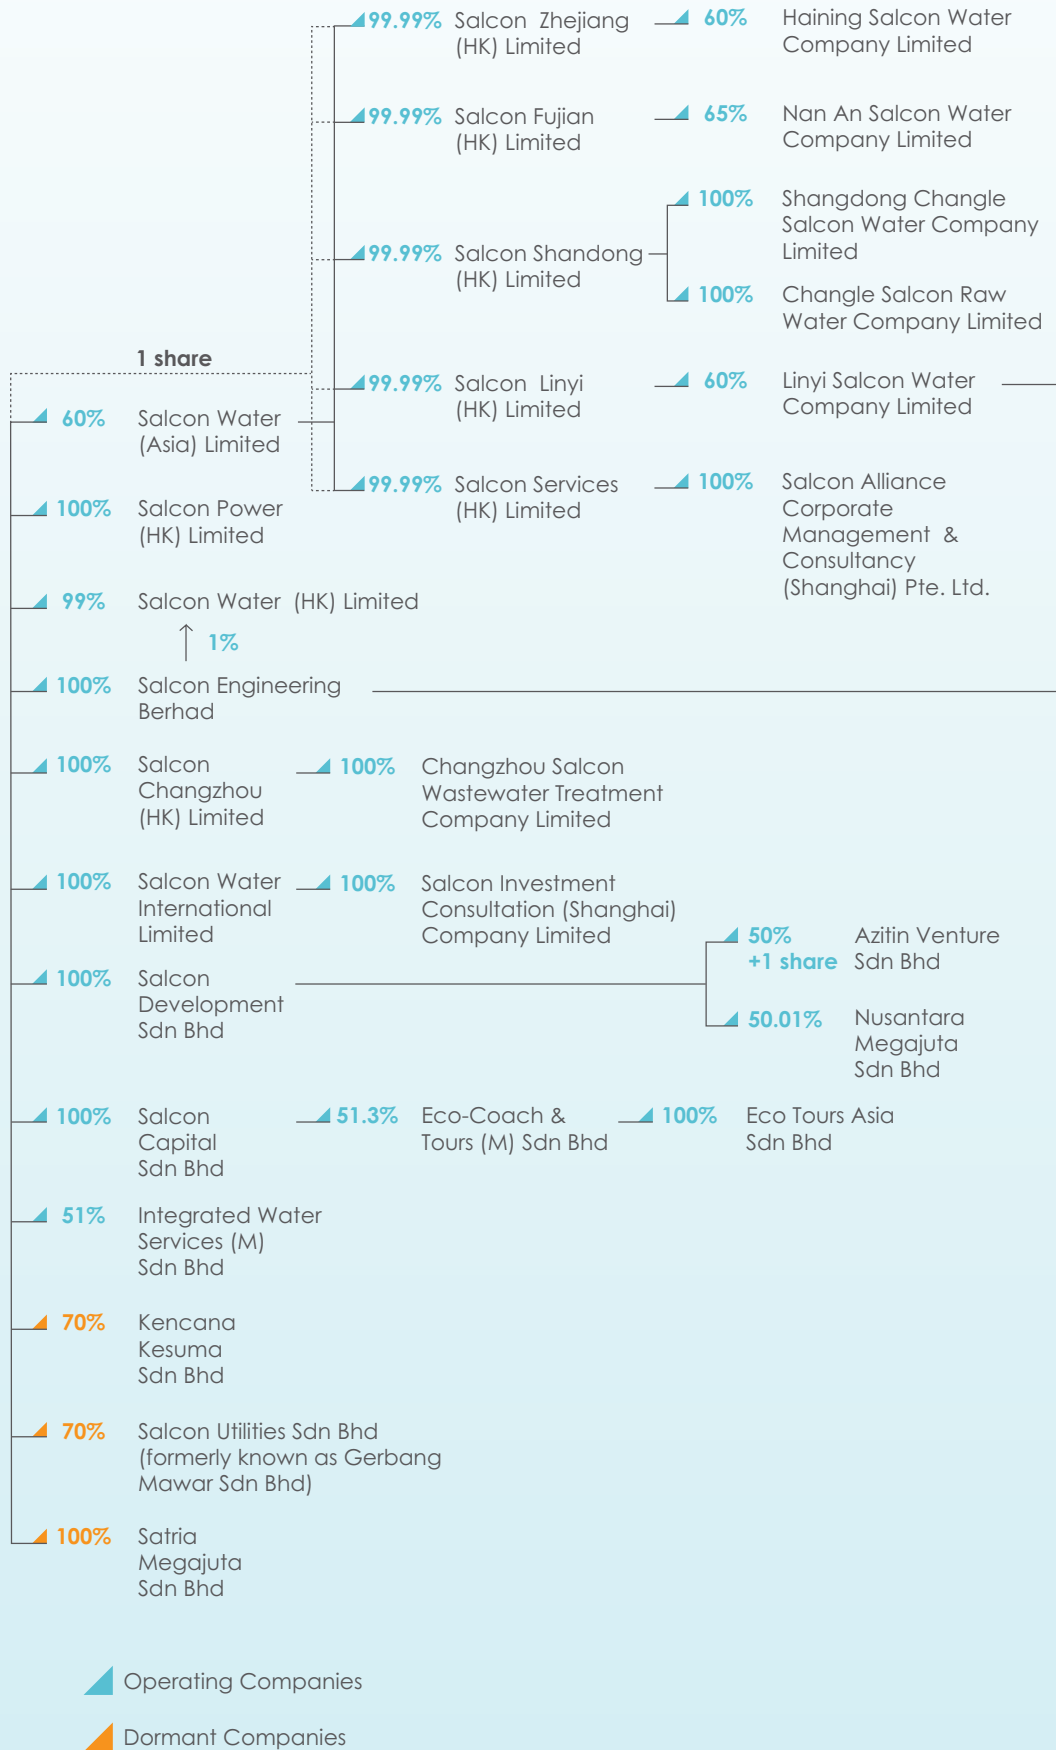 99.99%
Salcon Zhejiang
(HK) Limited
60%
Haining Salcon Water
Company Limited
99.99%
Salcon Fujian
(HK) Limited
65%
Nan An Salcon Water
Company Limited
99.99%
Salcon Shandong
(HK) Limited
100%
Shangdong Changle
Salcon Water Company
Limited
100%
Changle Salcon Raw
Water Company Limited
1 share
99.99%
Salcon Linyi
(HK) Limited
60%
Linyi Salcon Water
Company Limited
60%
Salcon Water
(Asia) Limited
99.99%
Salcon Services
(HK) Limited
100%
Salcon Alliance
Corporate
Management &
Consultancy
(Shanghai) Pte. Ltd.
100%
Salcon Power
(HK) Limited
99%
Salcon Water (HK) Limited
1%
100%
Salcon Engineering
Berhad
100%
Salcon
Changzhou
(HK) Limited
100%
Changzhou Salcon
Wastewater Treatment
Company Limited
100%
Salcon Water
International
Limited
100%
Salcon Investment
Consultation (Shanghai)
Company Limited
100%
Salcon
Development
Sdn Bhd
50%
+1 share
Azitin Venture
Sdn Bhd
50.01%
Nusantara
Megajuta
Sdn Bhd
100%
Salcon
Capital
Sdn Bhd
51.3%
Eco-Coach &
Tours (M) Sdn Bhd
100%
Eco Tours Asia
Sdn Bhd
51%
Integrated Water
Services (M)
Sdn Bhd
70%
Kencana
Kesuma
Sdn Bhd
70%
Salcon Utilities Sdn Bhd
(formerly known as Gerbang
Mawar Sdn Bhd)
100%
Satria
Megajuta
Sdn Bhd
Operating Companies
Dormant Companies